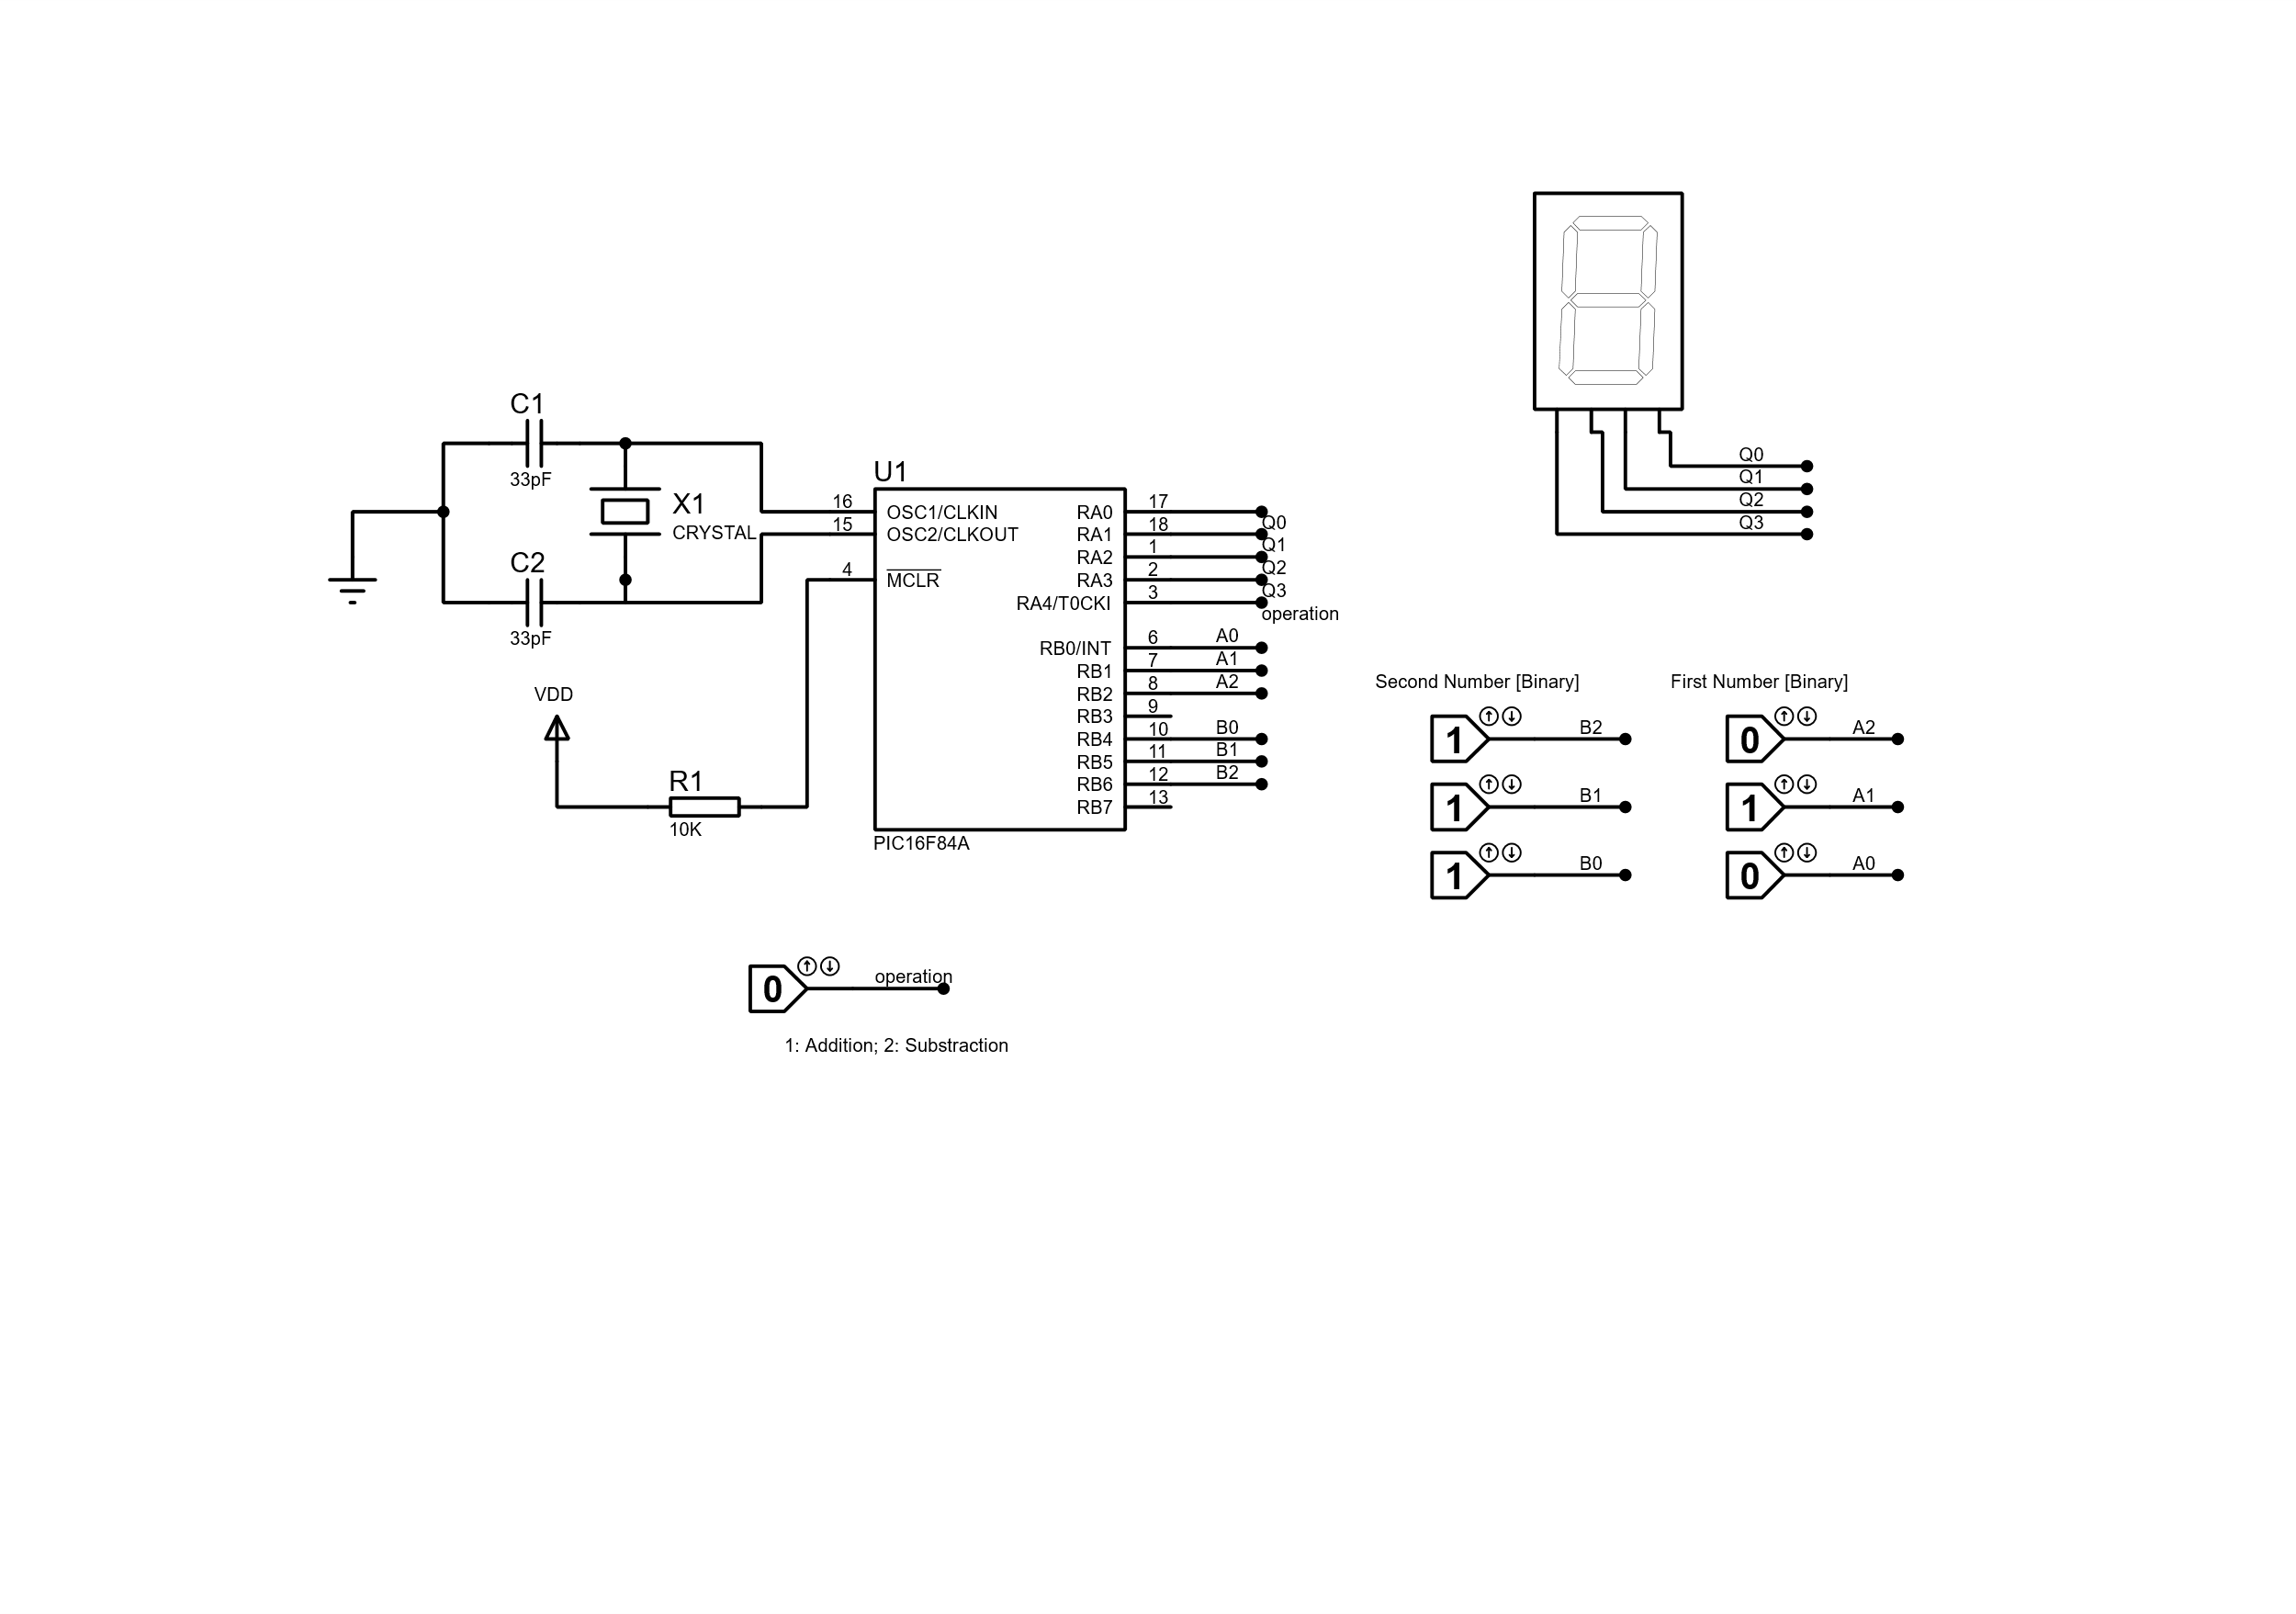 C1
33pF
X1
CRYSTAL
C2
33pF
VDD
R1
10K
U1
16 OSC1/CLKIN
15 OSC2/CLKOUT
4 MCLR
RA0 17
RA1 18 Q0
RA2 1 Q1
RA3 2 Q2
RA4/T0CKI 3 Q3
operation
RB0/INT 6 A0
RB1 7 A1
RB2 8 A2
RB3 9
RB4 10 B0
RB5 11 B1
RB6 12 B2
RB7 13
PIC16F84A
Q0
Q1
Q2
Q3
Second Number [Binary]
1 B2
1 B1
1 B0
First Number [Binary]
0 A2
1 A1
0 A0
0 operation
1: Addition; 2: Substraction